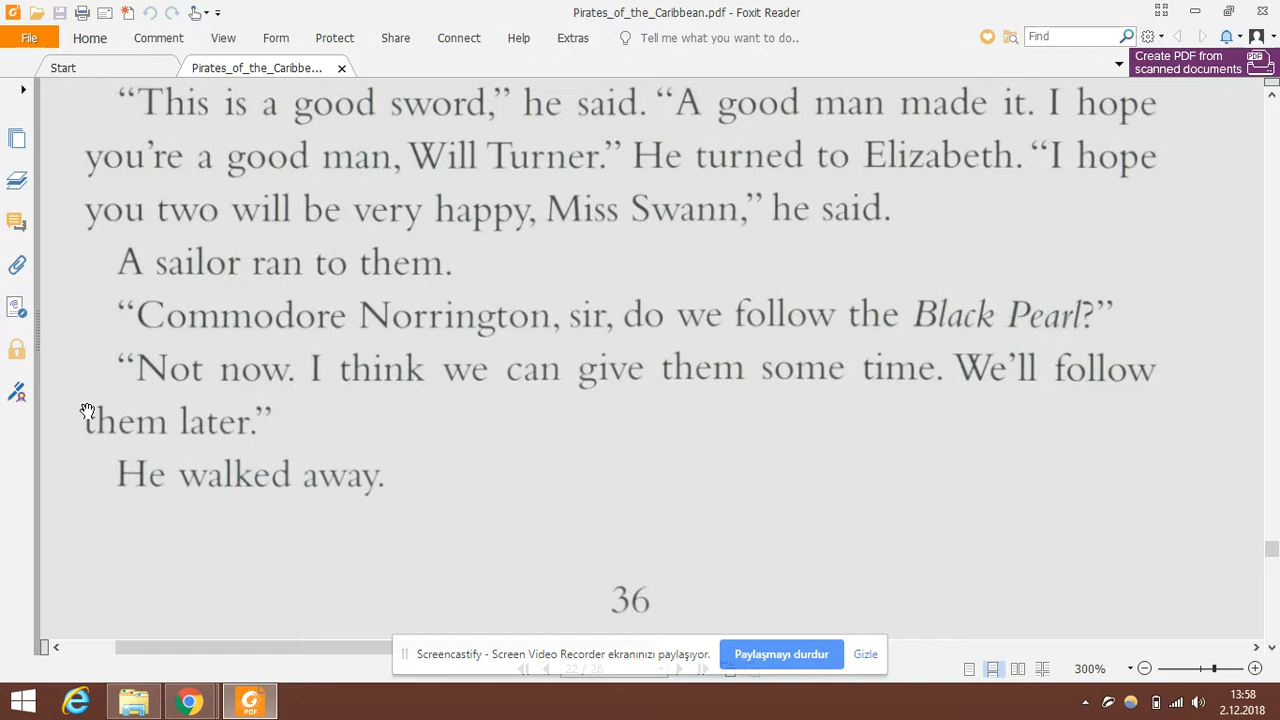 Pirates_of_the_Caribbean.pdf - Foxit Reader
File Home Comment View Form Protect Share Connect Help Extras Tell me what you want to do.. Find
Start Pirates_of_the_Caribbe... Create PDF from
scanned documents
“This is a good sword,” he said. “A good man made it. I hope
you’re a good man, Will Turner.” He turned to Elizabeth. “I hope
you two will be very happy, Miss Swann,” he said.
A sailor ran to them.
“Commodore Norrington, sir, do we follow the Black Pearl?”
“Not now. I think we can give them some time. We’ll follow
them later.”
He walked away.
36
Screencastify - Screen Video Recorder ekranınızı paylaşıyor. Paylaşmayı durdur Gizle
22 / 26 300%
13:58
2.12.2018